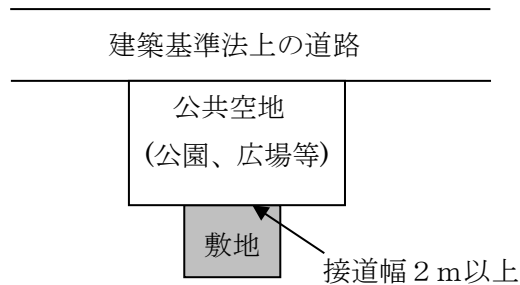 建築基準法上の道路
公共空地
(公園、広場等)
敷地
接道幅２ｍ以上